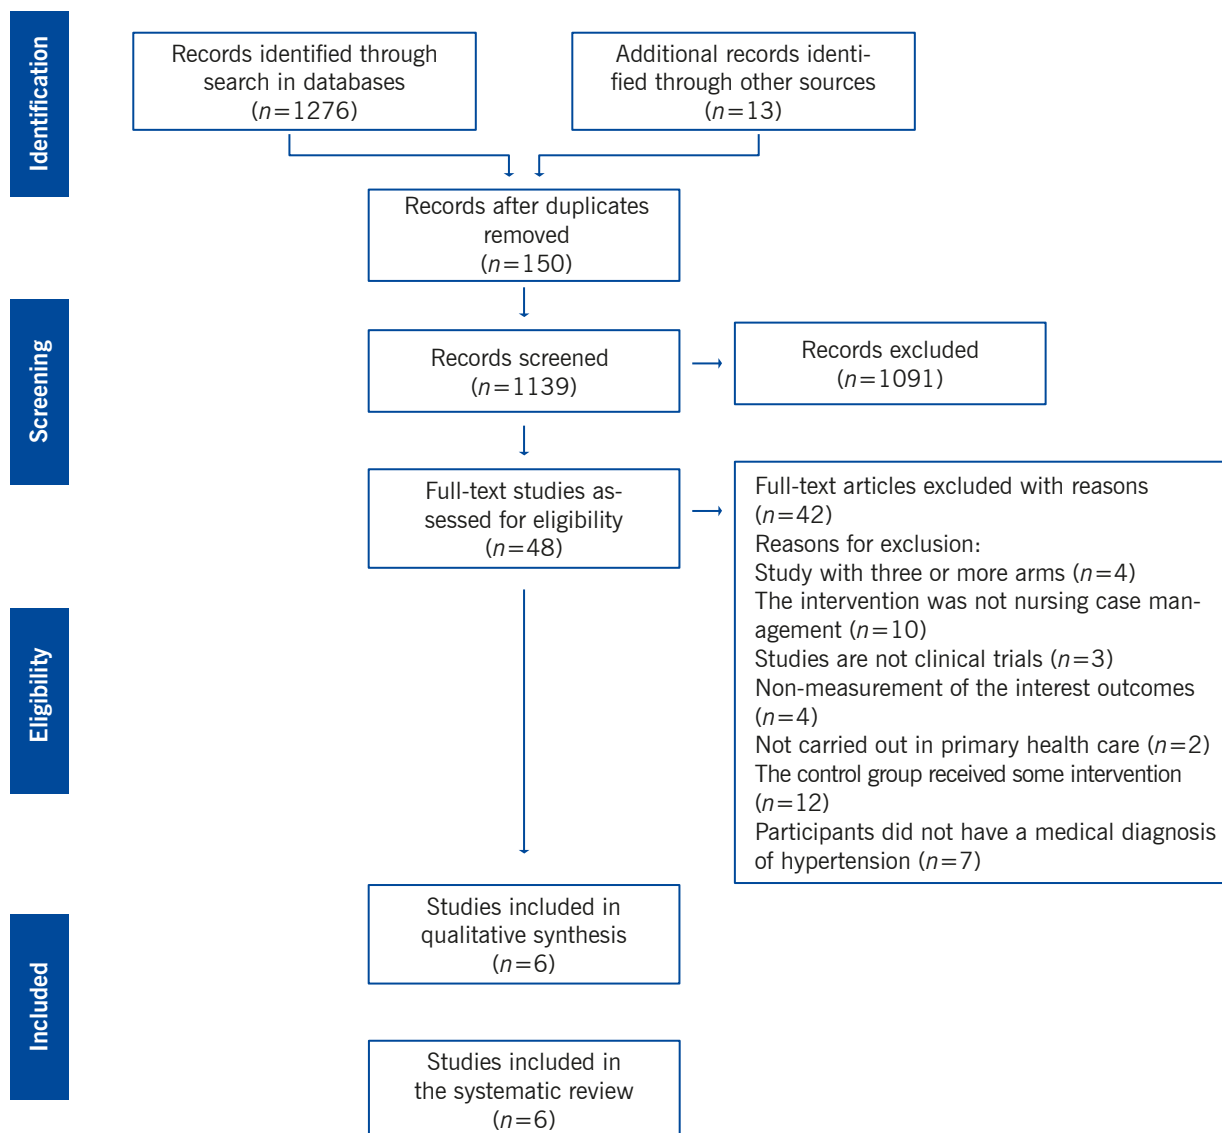 Identification
Records identified through
search in databases
(n=1276)
Additional records identi-
fied through other sources
(n=13)
Records after duplicates
removed
(n=150)
Screening
Records screened
(n=1139)
Records excluded
(n=1091)
Eligibility
Full-text studies as-
sessed for eligibility
(n=48)
Full-text articles excluded with reasons
(n=42)
Reasons for exclusion:
Study with three or more arms (n=4)
The intervention was not nursing case man-
agement (n=10)
Studies are not clinical trials (n=3)
Non-measurement of the interest outcomes
(n=4)
Not carried out in primary health care (n=2)
The control group received some intervention
(n=12)
Participants did not have a medical diagnosis
of hypertension (n=7)
Included
Studies included in
qualitative synthesis
(n=6)
Studies included in
the systematic review
(n=6)